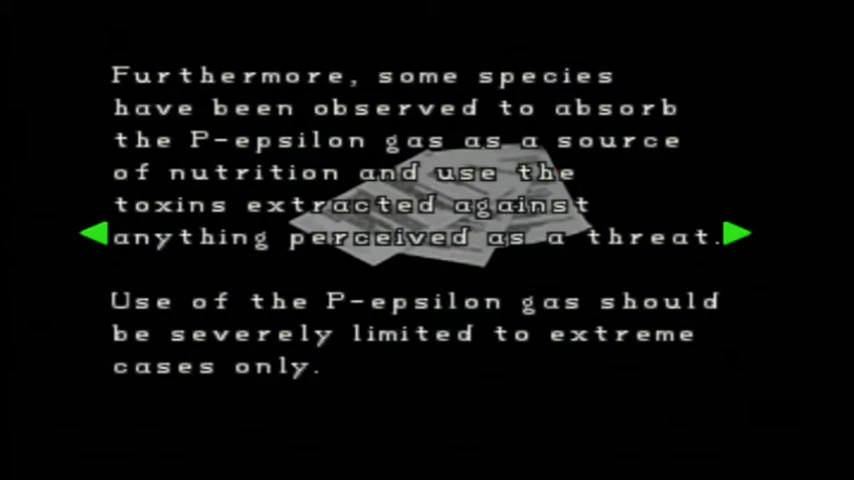 Furthermore, some species
have been observed to absorb
the P-epsilon gas as a source
of nutrition and use the
toxins extracted against
anything perceived as a threat.
Use of the P-epsilon gas should
be severely limited to extreme
cases only.